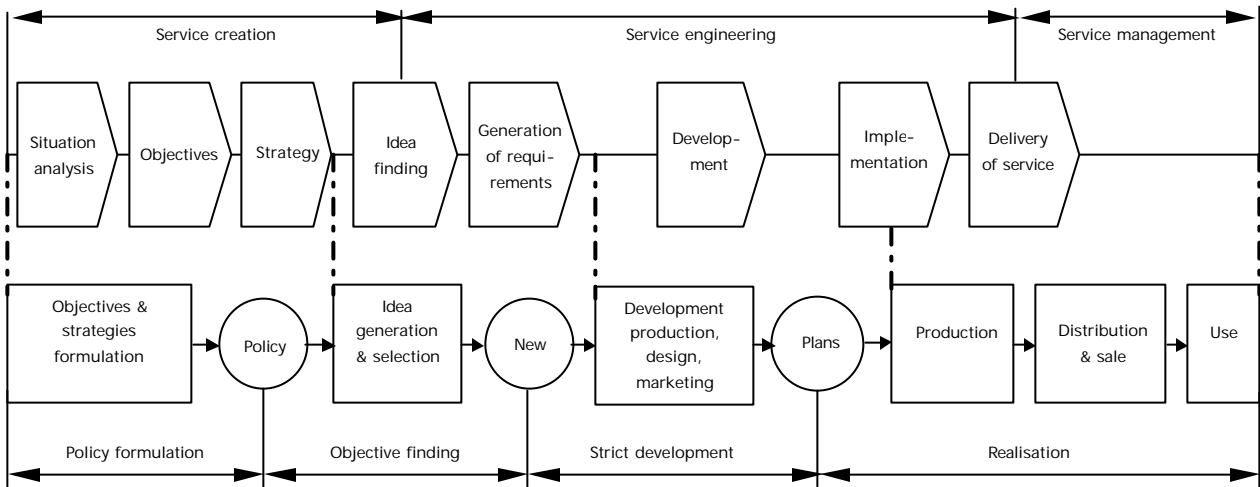 Service creation
Service engineering
Service management
Situation
analysis
Objectives
Strategy
Idea
finding
Generation
of requi-
rements
Develop-
ment
Imple-
mentation
Delivery
of service
Objectives &
strategies
formulation
Policy
Idea
generation
& selection
New
Development
production,
design,
marketing
Plans
Production
Distribution
& sale
Use
Policy formulation
Objective finding
Strict development
Realisation